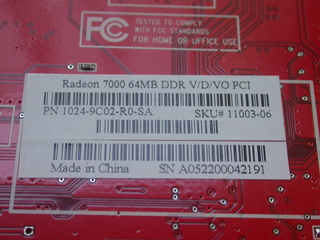 FC
TESTED TO COMPLY
WITH FCC STANDARDS
FOR HOME OR OFFICE USE
Radeon 7000 64MB DDR V/D/VO PCI
PN 1024-9C02-R0-SA SKU# 11003-06
Made in China SN A052200042191